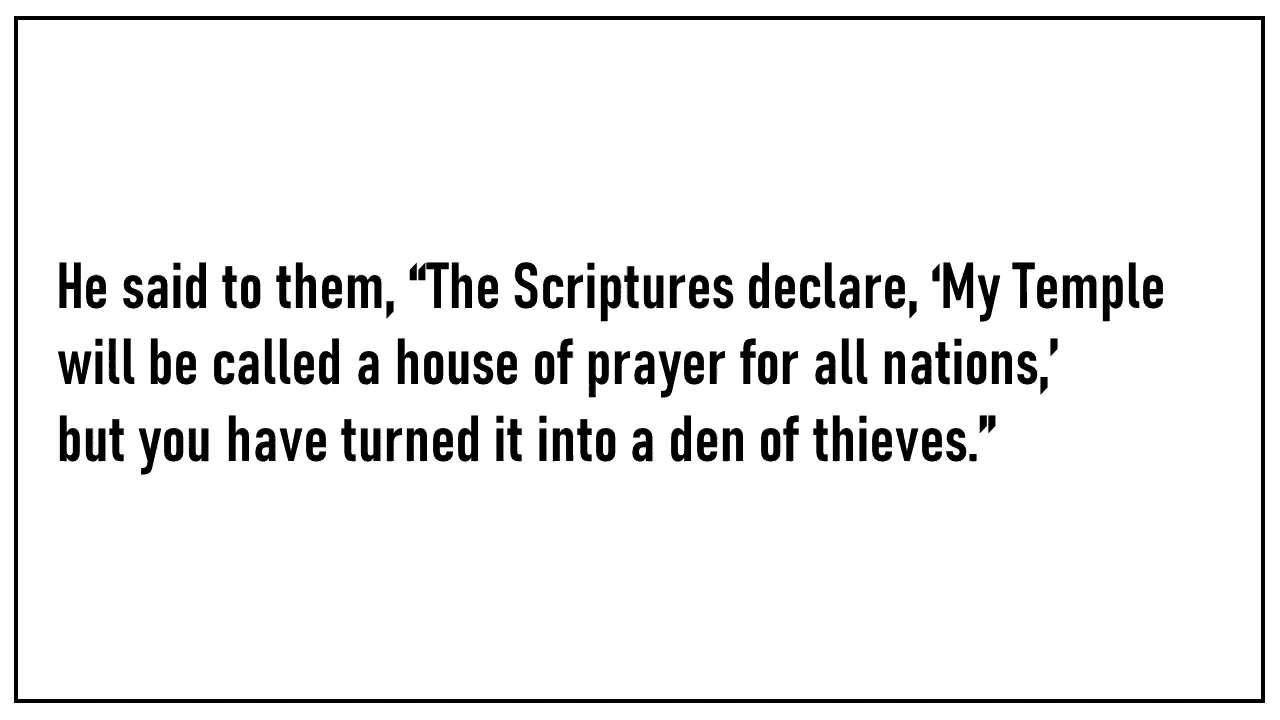 He said to them, “The Scriptures declare, ‘My Temple
will be called a house of prayer for all nations,’
but you have turned it into a den of thieves.”